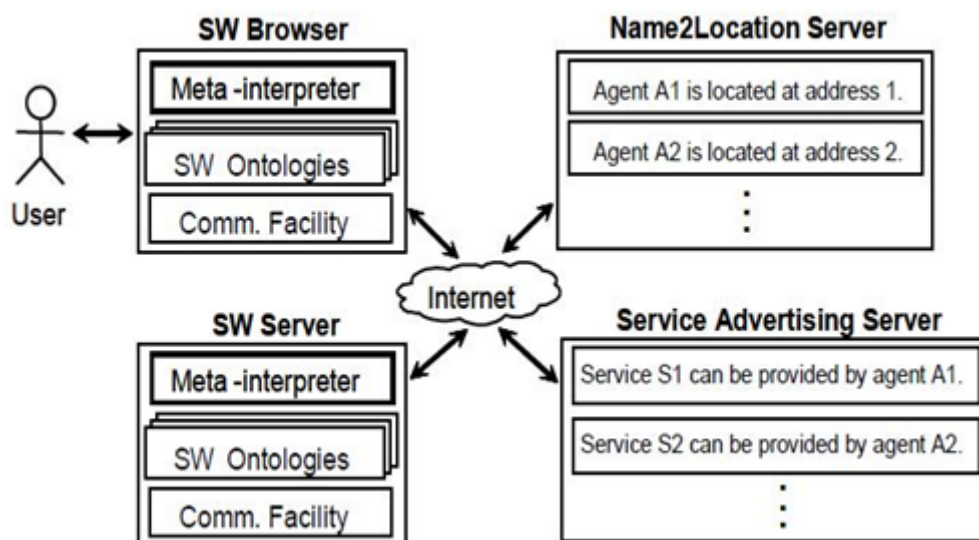 SW Browser
Meta -interpreter
SW Ontologies
Comm. Facility
User
Name2Location Server
Agent A1 is located at address 1.
Agent A2 is located at address 2.
Internet
SW Server
Meta -interpreter
SW Ontologies
Comm. Facility
Service Advertising Server
Service S1 can be provided by agent A1.
Service S2 can be provided by agent A2.